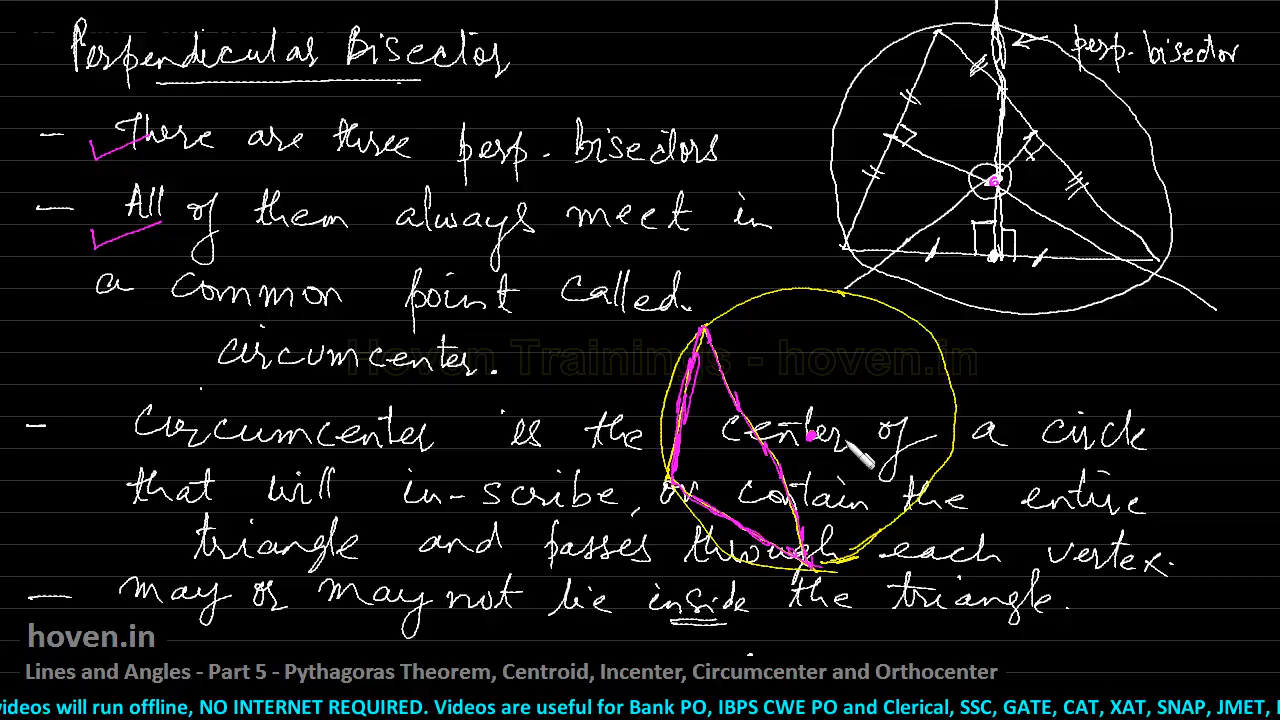 Perpendicular Bisector
perp. bisector
- There are three perp. Bisectors
- All of them always meet in
a common point called
circumcenter.
Hoven Trainings - hoven.in
- circumcenter is the center of a circle
that will in-scribe, or contain the entire
triangle and passes through each vertex.
- may or may not lie inside the triangle.
hoven.in
Lines and Angles - Part 5 - Pythagoras Theorem, Centroid, Incenter, Circumcenter and Orthocenter
videos will run offline, NO INTERNET REQUIRED. Videos are useful for Bank PO, IBPS CWE PO and Clerical, SSC, GATE, CAT, XAT, SNAP, JMET,